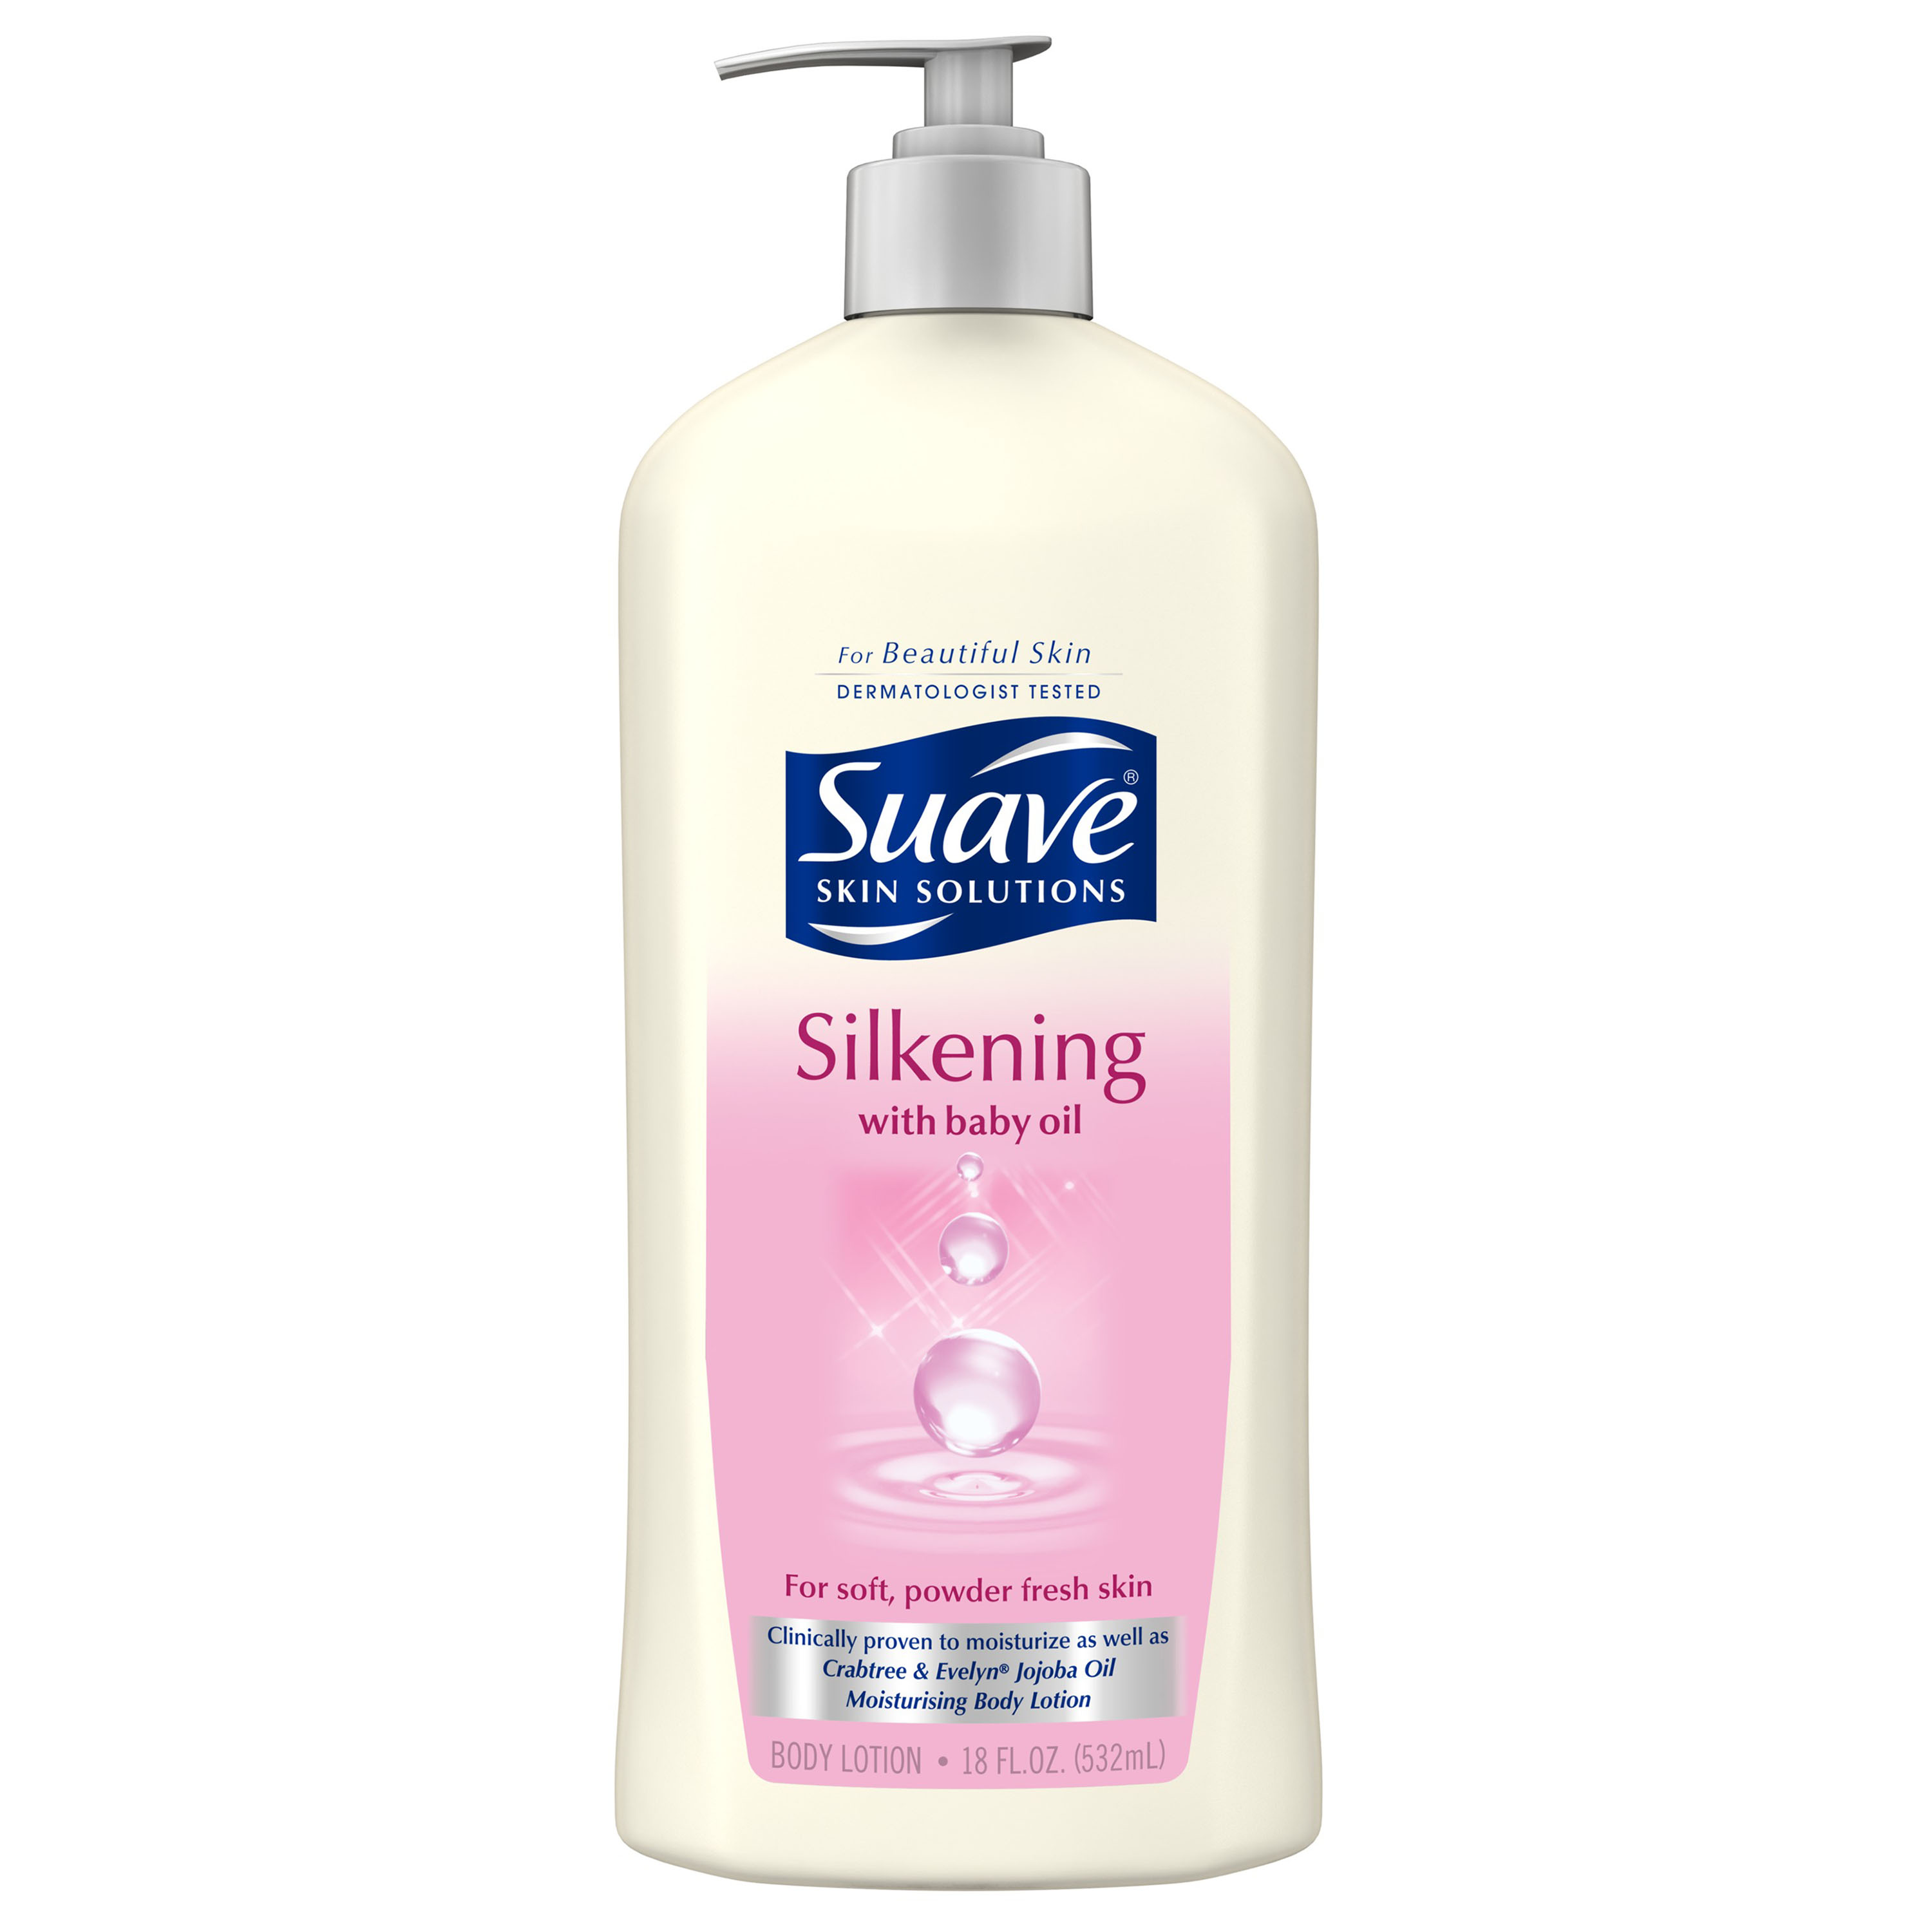 For Beautiful Skin
DERMATOLOGIST TESTED
Suave®
SKIN SOLUTIONS
Silkening
with baby oil
For soft, powder fresh skin
Clinically proven to moisturize as well as
Crabtree & Evelyn® Jojoba Oil
Moisturising Body Lotion
BODY LOTION • 18 FL.OZ. (532mL)